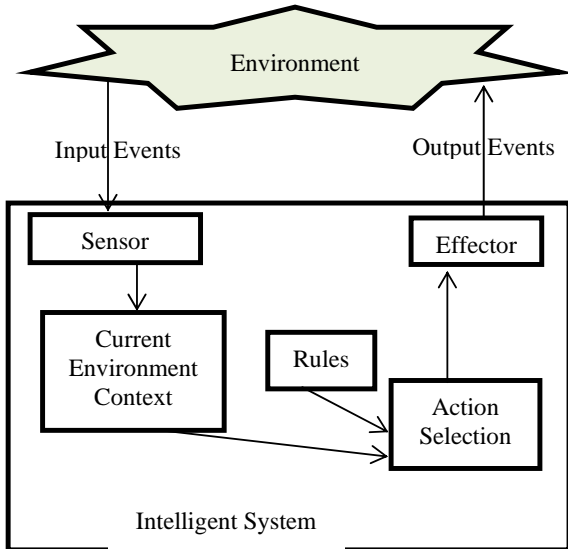 Environment
Input Events
Output Events
Sensor
Effector
Current
Environment
Context
Rules
Action
Selection
Intelligent System